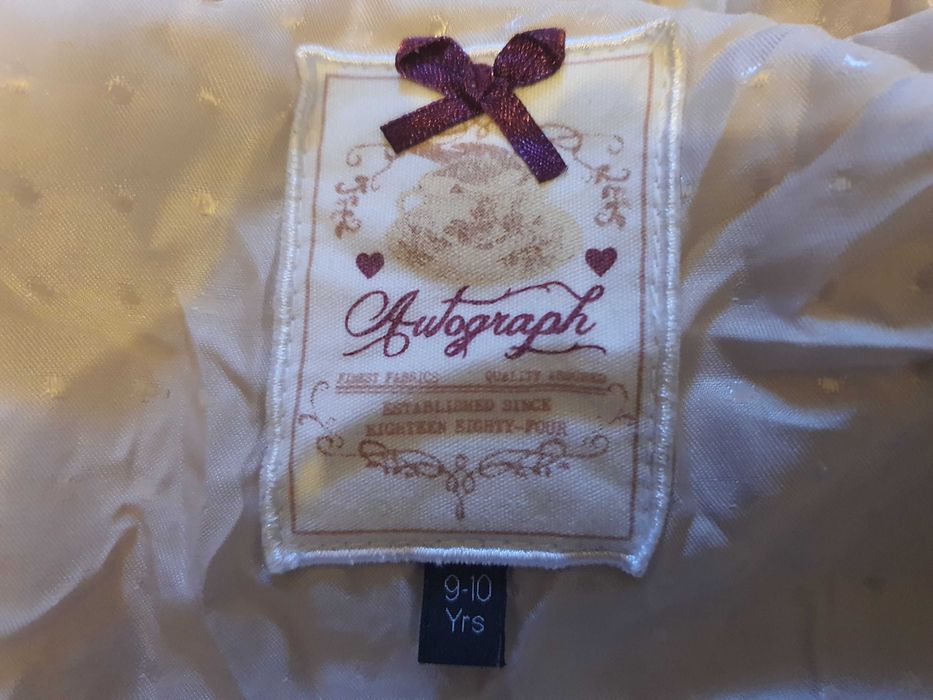 Autograph
FINEST FABRICS QUALITY ASSURED
ESTABLISHED SINCE
EIGHTEEN EIGHTY-FOUR
9-10
Yrs